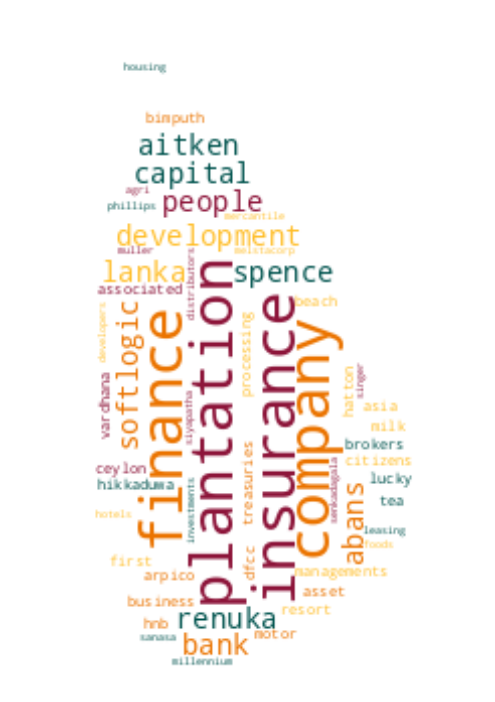 housing
bimputh
aitken
capital
agri
phillips
people
mercantile
development
muller
melstacorp
lanka
spence
associated
distributors
plantation
insurance
beach
finance
softlogic
company
developers
processing
vardhana
siyapatha
hatton
singer
asia
milk
brokers
citizens
ceylon
hikkaduwa
investments
treasuries
senkadagala
lucky
abans
tea
hotels
leasing
foods
first
arpico
dfcc
managements
asset
business
resort
renuka
hnb
motor
sanasa
bank
millennium